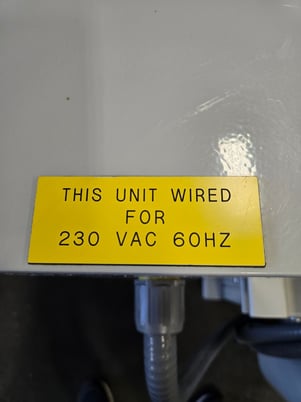 THIS UNIT WIRED
FOR
230 VAC 60HZ